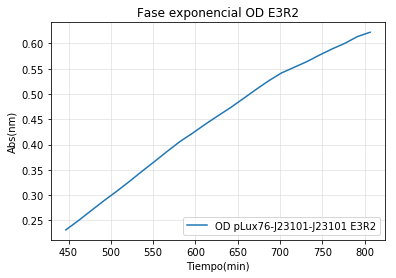 Fase exponencial OD E3R2
Abs(nm)
0.60
0.55
0.50
0.45
0.40
0.35
0.30
0.25
OD pLux76-J23101-J23101 E3R2
450 500 550 600 650 700 750 800
Tiempo(min)